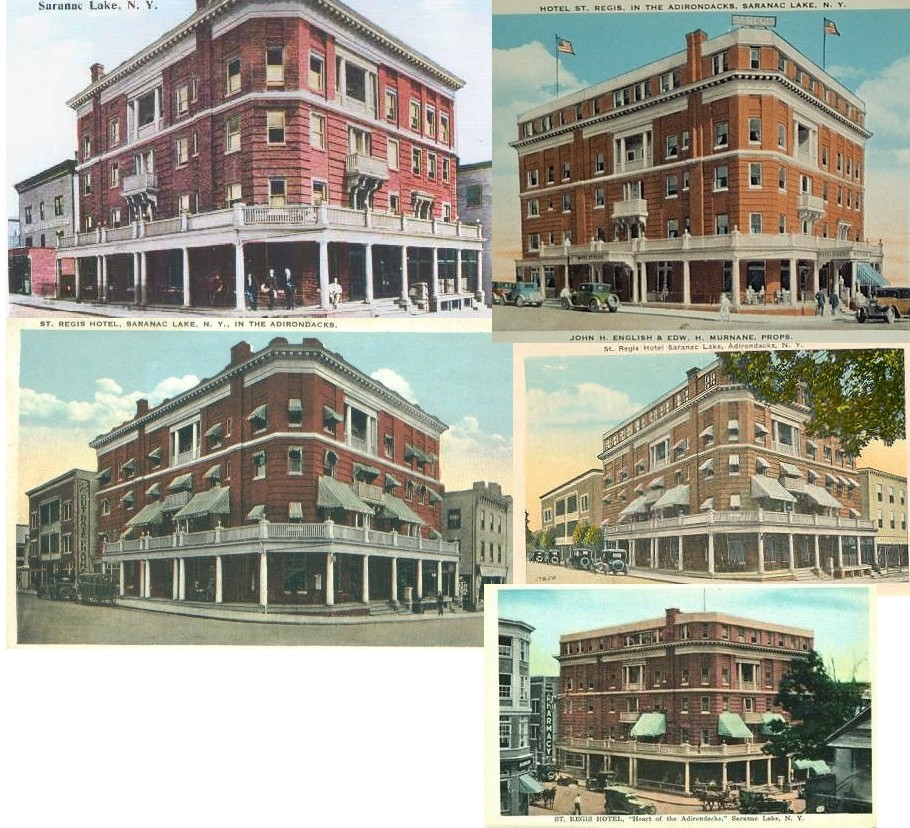 Saranac Lake, N. Y.
HOTEL ST. REGIS, IN THE ADIRONDACKS, SARANAC LAKE, N. Y.
ST. REGIS
ST. REGIS HOTEL, SARANAC LAKE, N. Y., IN THE ADIRONDACKS.
JOHN H. ENGLISH & EDW. H. MURNANE, PROPS.
St. Regis Hotel Saranac Lake, Adirondacks, N. Y.
PHARMACY
ST. REGIS HOTEL, "Heart of the Adirondacks," Saranac Lake, N. Y.